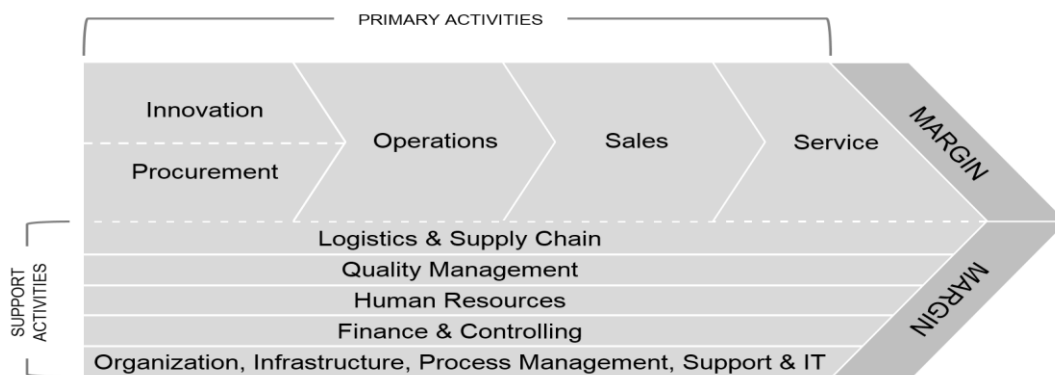 PRIMARY ACTIVITIES
Innovation
Procurement
Operations
Sales
Service
MARGIN
SUPPORT
ACTIVITIES
Logistics & Supply Chain
Quality Management
Human Resources
Finance & Controlling
Organization, Infrastructure, Process Management, Support & IT
MARGIN